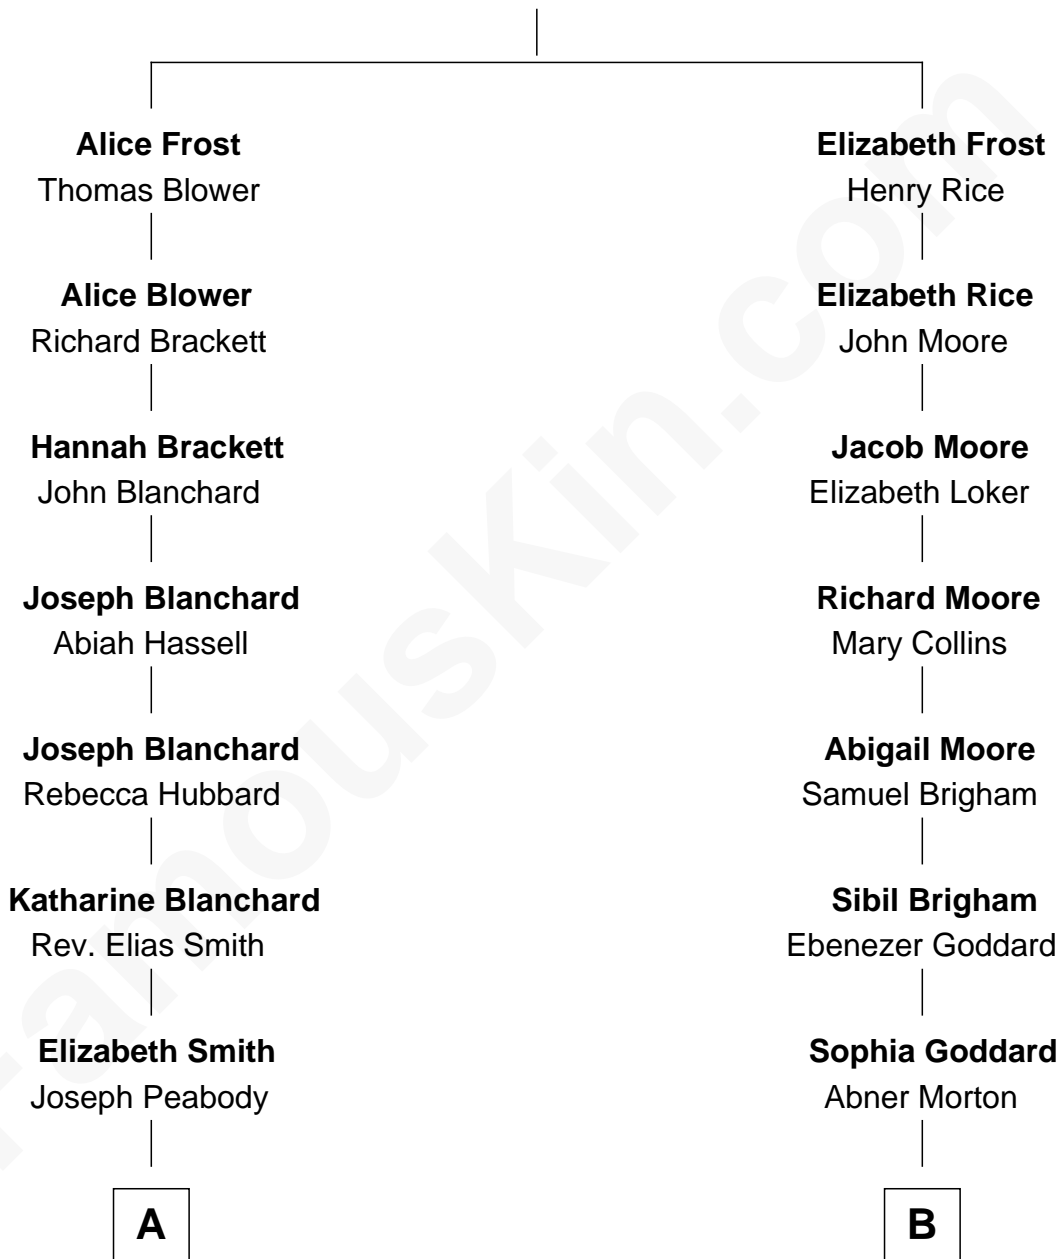 Alice Frost
Thomas Blower
Alice Blower
Richard Brackett
Hannah Brackett
John Blanchard
Joseph Blanchard
Abiah Hassell
Joseph Blanchard
Rebecca Hubbard
Katharine Blanchard
Rev. Elias Smith
Elizabeth Smith
Joseph Peabody
A
Elizabeth Frost
Henry Rice
Elizabeth Rice
John Moore
Jacob Moore
Elizabeth Loker
Richard Moore
Mary Collins
Abigail Moore
Samuel Brigham
Sibil Brigham
Ebenezer Goddard
Sophia Goddard
Abner Morton
B
FamousKin.com